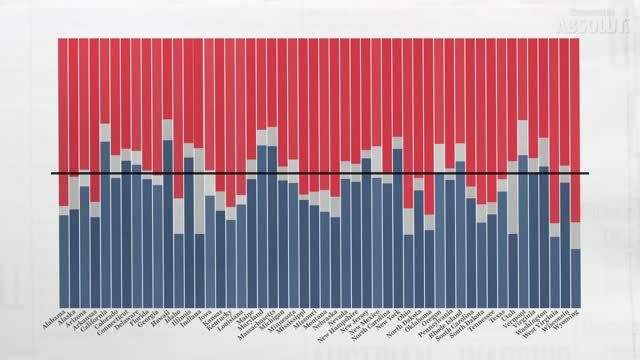 Presented by
ABSOLUT
Alabama
Alaska
Arizona
Arkansas
California
Colorado
Connecticut
Delaware
Florida
Georgia
Hawaii
Idaho
Illinois
Indiana
Iowa
Kansas
Kentucky
Louisiana
Maine
Maryland
Massachusetts
Michigan
Minnesota
Mississippi
Missouri
Montana
Nebraska
Nevada
New Hampshire
New Jersey
New Mexico
New York
North Carolina
North Dakota
Ohio
Oklahoma
Oregon
Pennsylvania
Rhode Island
South Carolina
South Dakota
Tennessee
Texas
Utah
Vermont
Virginia
Washington
West Virginia
Wisconsin
Wyoming